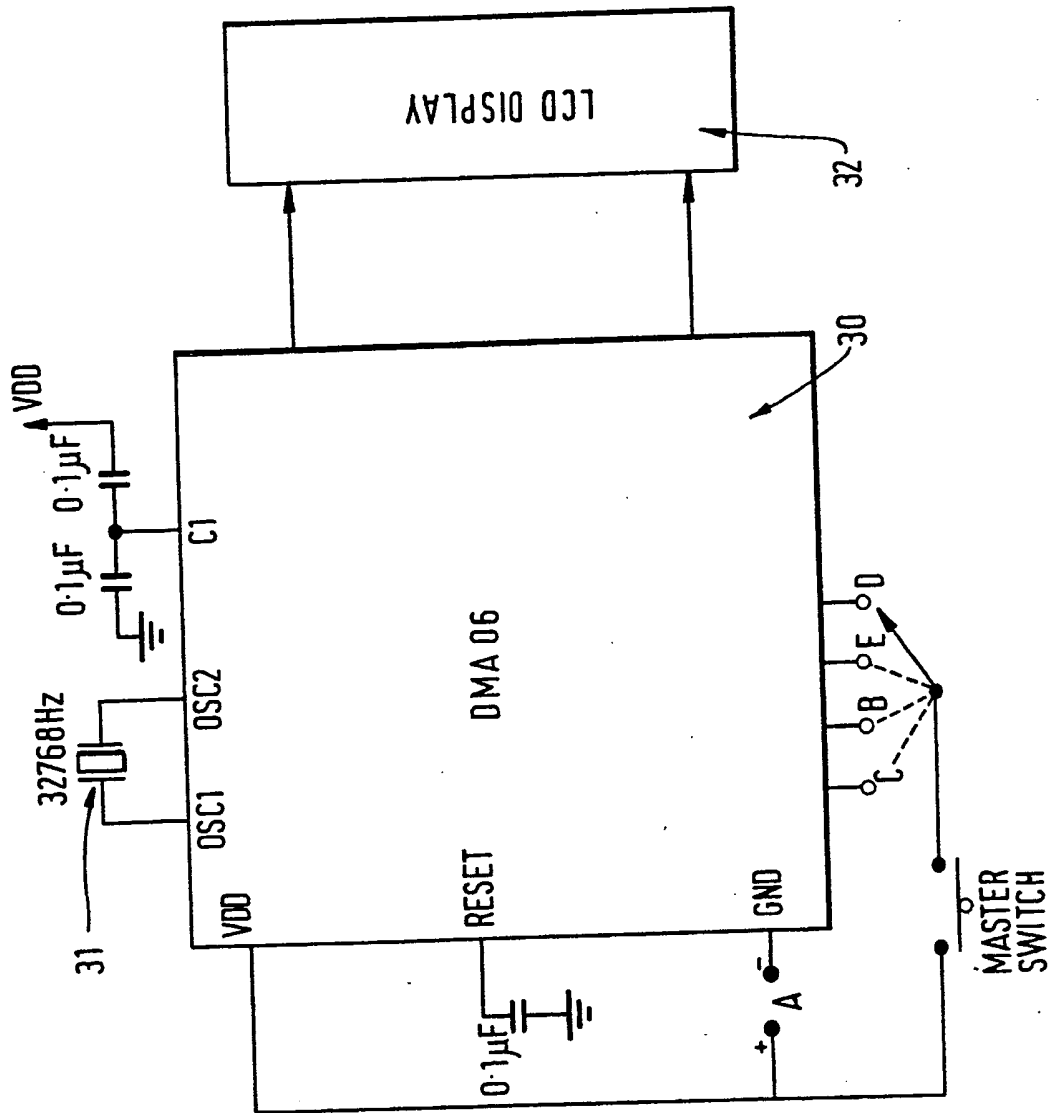 VDD
0·1µF
0·1µF
32768Hz
31
OSC1
OSC2
C1
VDD
RESET
GND
DMA 06
0·1µF
+
A
-
C
B
E
D
MASTER
SWITCH
30
LCD DISPLAY
32